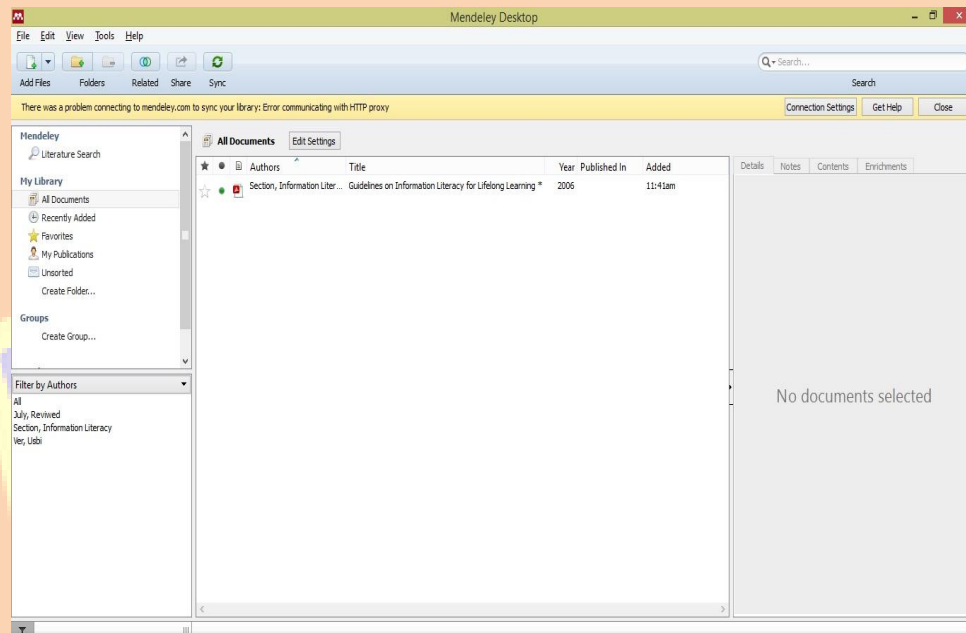 Mendeley Desktop
File Edit View Tools Help
Add Files Folders Related Share Sync
Search...
Search
There was a problem connecting to mendeley.com to sync your library: Error communicating with HTTP proxy
Connection Settings Get Help Close
Mendeley
Literature Search
My Library
All Documents
Recently Added
Favorites
My Publications
Unsorted
Create Folder...
Groups
Create Group...
Filter by Authors
All
July, Reviwed
Section, Information Literacy
Ver, Usbi
All Documents Edit Settings
Authors Title Year Published In Added
Section, Information Liter... Guidelines on Information Literacy for Lifelong Learning * 2006 11:41am
Details Notes Contents Enrichments
No documents selected